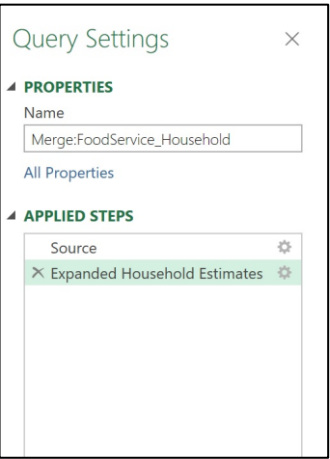 Query Settings
PROPERTIES
Name
Merge:FoodService_Household
All Properties
APPLIED STEPS
Source
Expanded Household Estimates